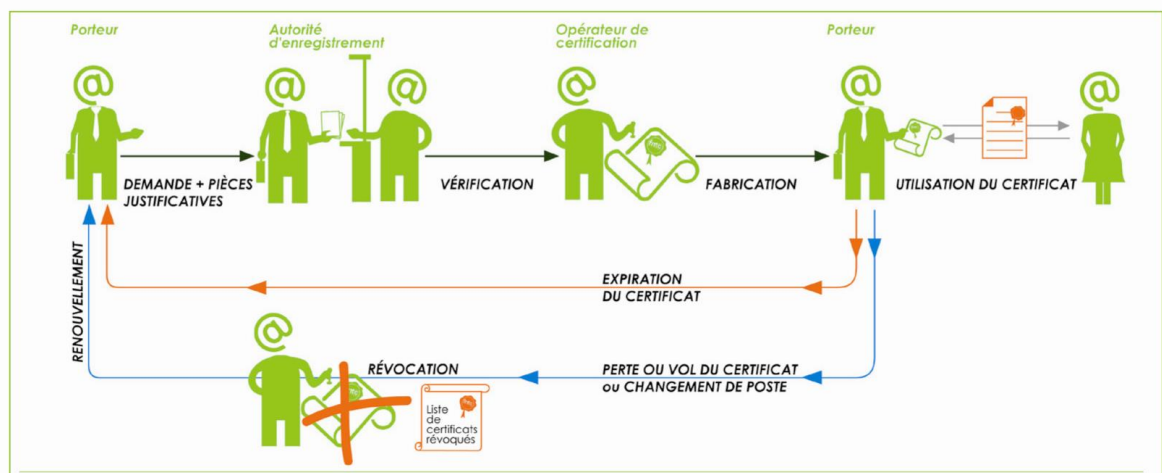 Porteur
Autorité
d'enregistrement
Opérateur de
certification
Porteur
DEMANDE + PIÈCES
JUSTIFICATIVES
VÉRIFICATION
FABRICATION
UTILISATION DU CERTIFICAT
RENOUVELLEMENT
EXPIRATION
DU CERTIFICAT
RÉVOCATION
PERTE OU VOL DU CERTIFICAT
ou CHANGEMENT DE POSTE
Liste
de
certificats
révoqués